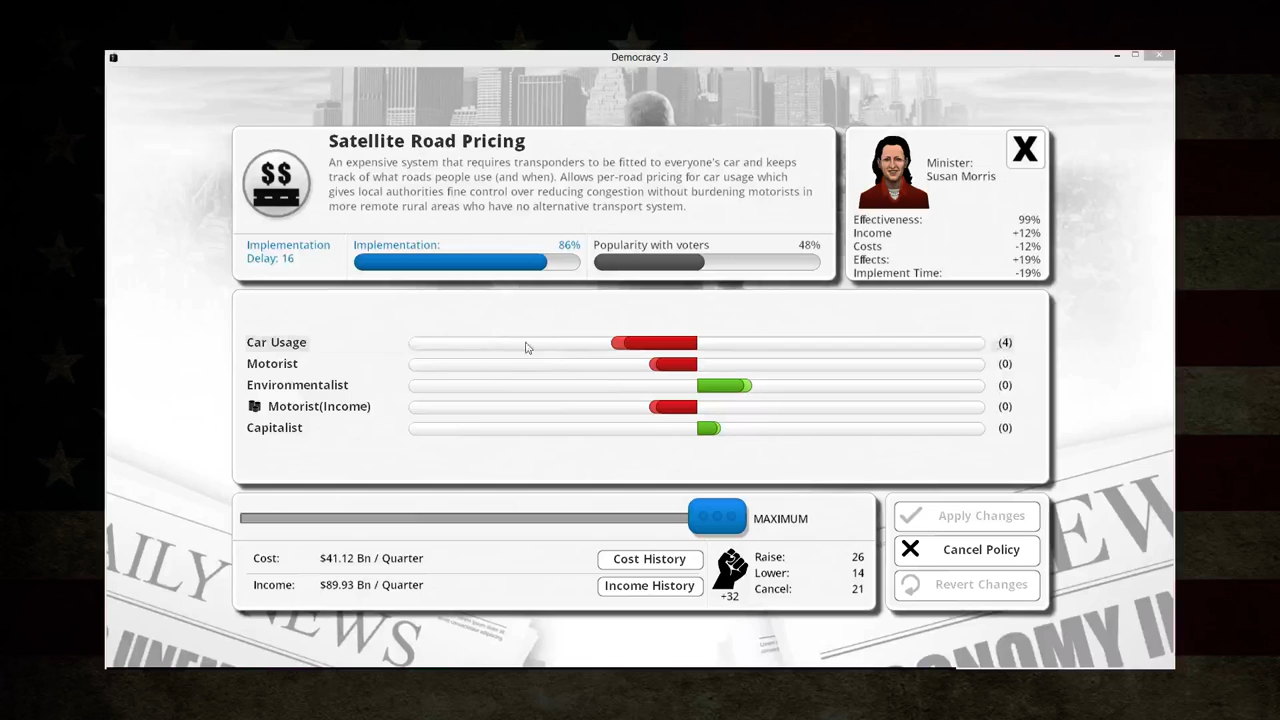 Democracy 3
Satellite Road Pricing
An expensive system that requires transponders to be fitted to everyone's car and keeps
track of what roads people use (and when). Allows per-road pricing for car usage which
gives local authorities fine control over reducing congestion without burdening motorists in
more remote rural areas who have no alternative transport system.
$$
Implementation
Delay: 16
Implementation: 86%
Popularity with voters 48%
X
Minister:
Susan Morris
Effectiveness: 99%
Income +12%
Costs -12%
Effects: +19%
Implement Time: -19%
Car Usage (4)
Motorist (0)
Environmentalist (0)
Motorist(Income) (0)
Capitalist (0)
MAXIMUM
Cost: $41.12 Bn / Quarter
Income: $89.93 Bn / Quarter
Cost History
Income History
+32
Raise: 26
Lower: 14
Cancel: 21
Apply Changes
Cancel Policy
Revert Changes
DAILY
NEWS
NEW